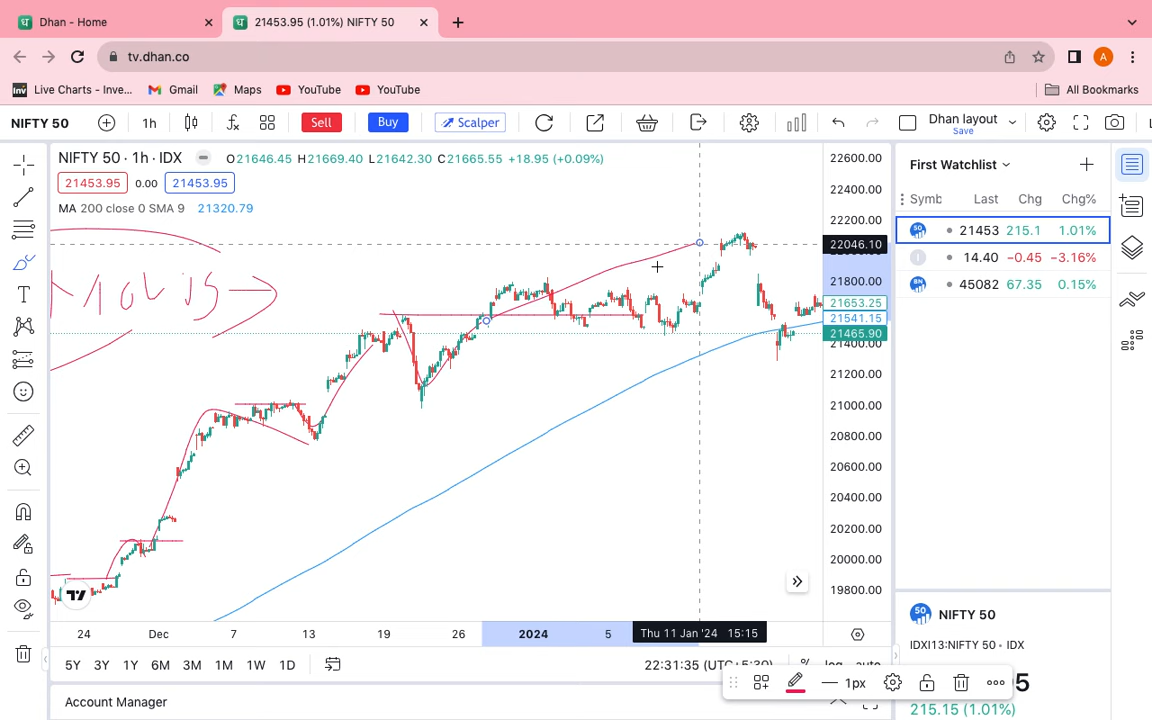 Dhan - Home
21453.95 (1.01%) NIFTY 50
tv.dhan.co
A
Inv Live Charts - Inve...
Gmail
Maps
YouTube
YouTube
All Bookmarks
NIFTY 50
1h
Sell
Buy
Scalper
Dhan layout
Save
NIFTY 50 · 1h · IDX
O21646.45 H21669.40 L21642.30 C21665.55 +18.95 (+0.09%)
21453.95 0.00 21453.95
MA 200 close 0 SMA 9 21320.79
22600.00
22400.00
22200.00
22046.10
21800.00
21653.25
21541.15
21465.90
21400.00
21200.00
21000.00
20800.00
20600.00
20400.00
20200.00
20000.00
19800.00
24 Dec 7 13 19 26 2024 5 Thu 11 Jan '24 15:15
5Y 3Y 1Y 6M 3M 1M 1W 1D
22:31:35 (UTC+5:30) % log auto
1px
Account Manager
First Watchlist
Symb Last Chg Chg%
50 21453 215.1 1.01%
I 14.40 −0.45 −3.16%
BN 45082 67.35 0.15%
50 NIFTY 50
IDXI13:NIFTY 50 • IDX
215.15 (1.01%)